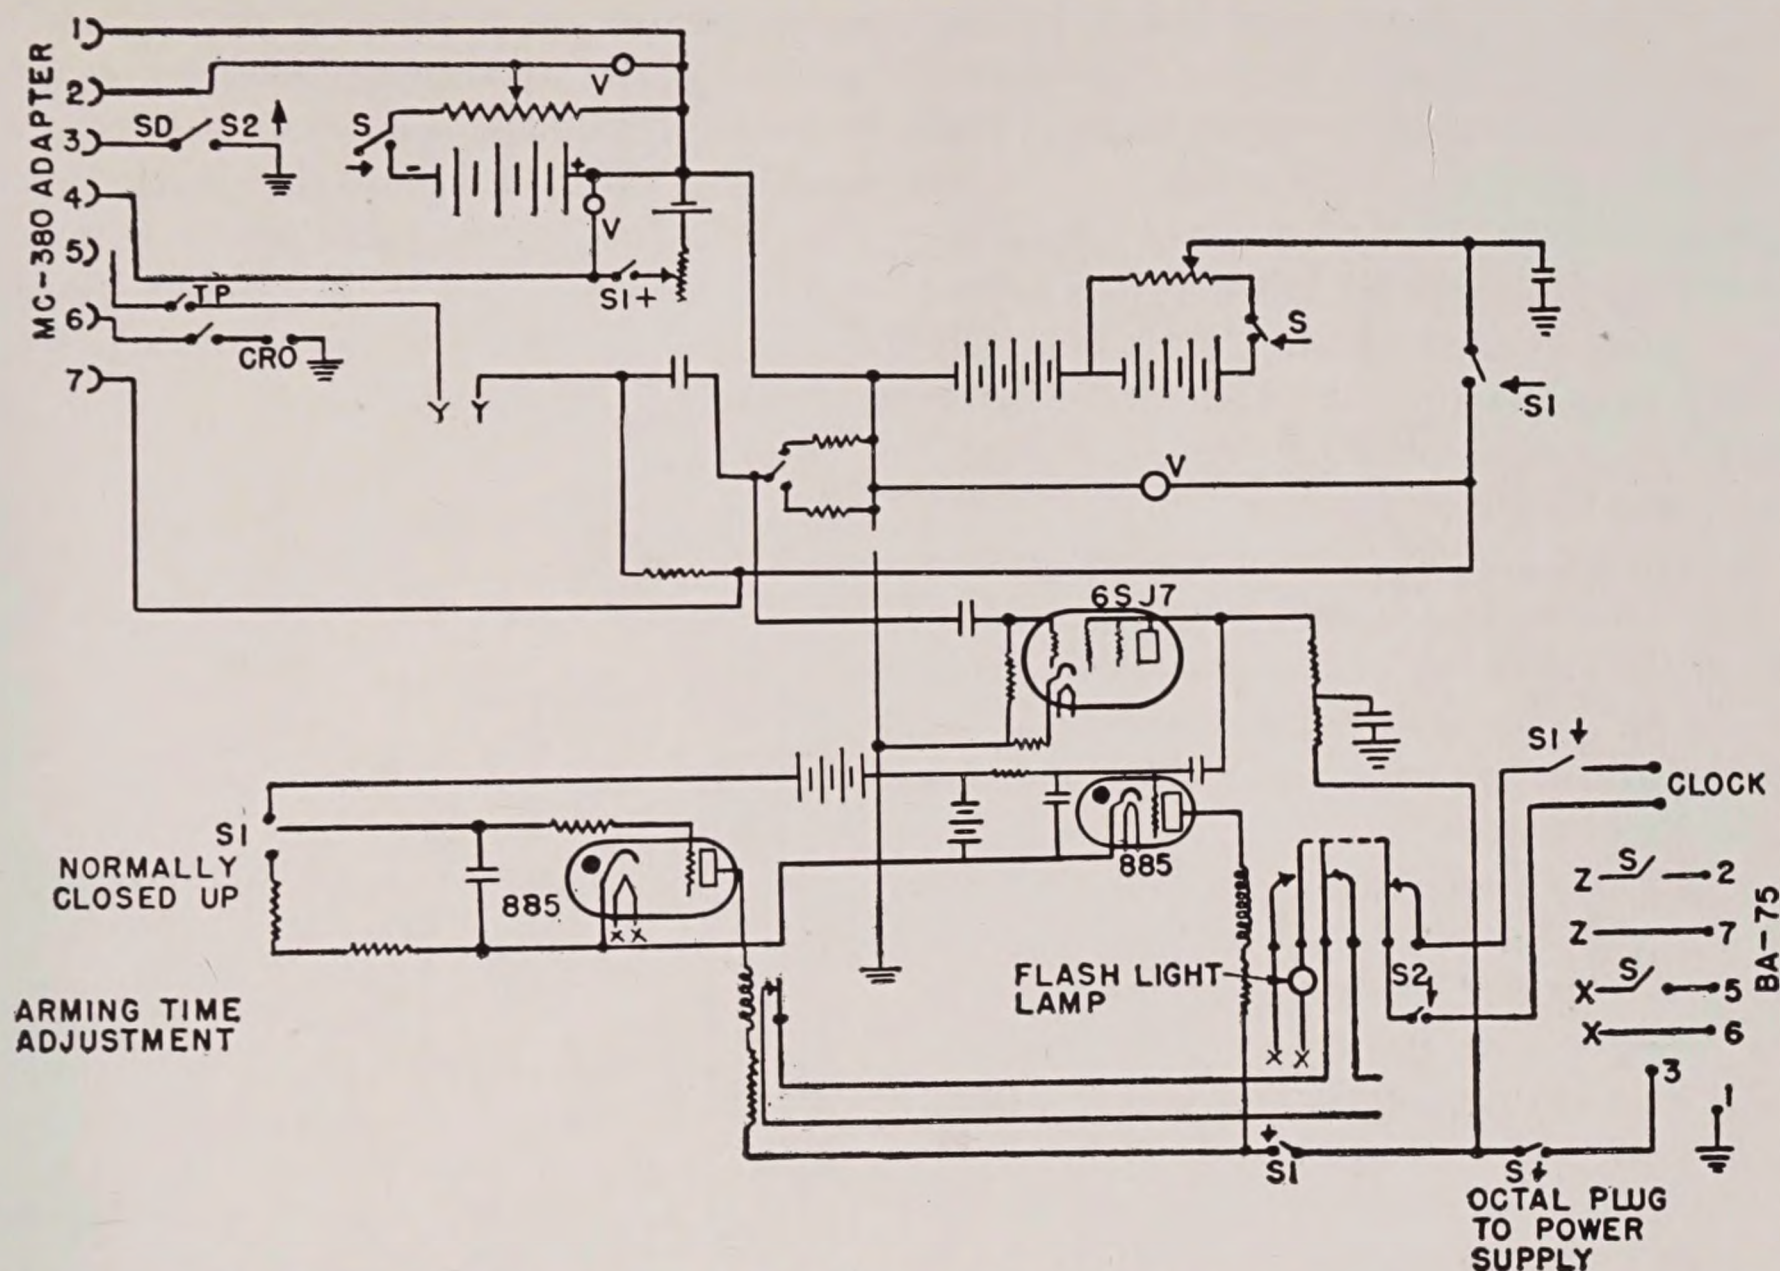 MC-380 ADAPTER
1
2
3
4
5
6
7
V
SD
S2
S
-
+
V
S1+
TP
CRO
Y
Y
S
S1
V
6SJ7
S1
NORMALLY
CLOSED UP
885
X X
885
ARMING TIME
ADJUSTMENT
FLASH LIGHT
LAMP
X X
S2
S1
CLOCK
Z S 2
Z 7
X S 5
X 6
BA-75
3
1
S1
S
OCTAL PLUG
TO POWER
SUPPLY